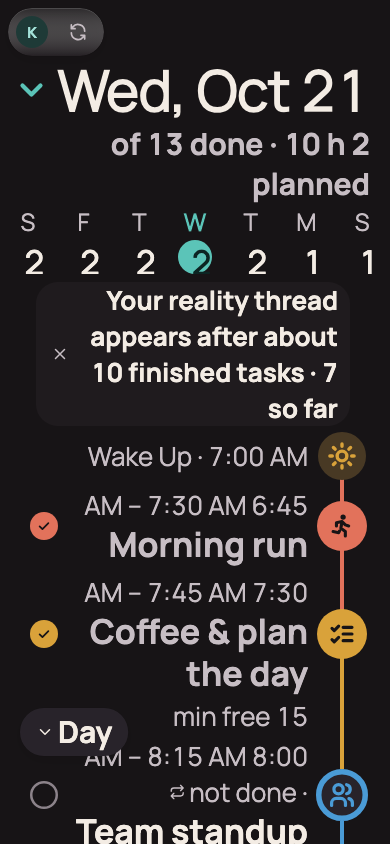 K
Wed, Oct 21
of 13 done · 10 h 2
planned
S F T W T M S
2 2 2 2 2 1 1
Your reality thread
appears after about
10 finished tasks · 7
so far
Wake Up · 7:00 AM
AM – 7:30 AM 6:45
Morning run
AM – 7:45 AM 7:30
Coffee & plan
the day
min free 15
Day
AM – 8:15 AM 8:00
not done ·
Team standup